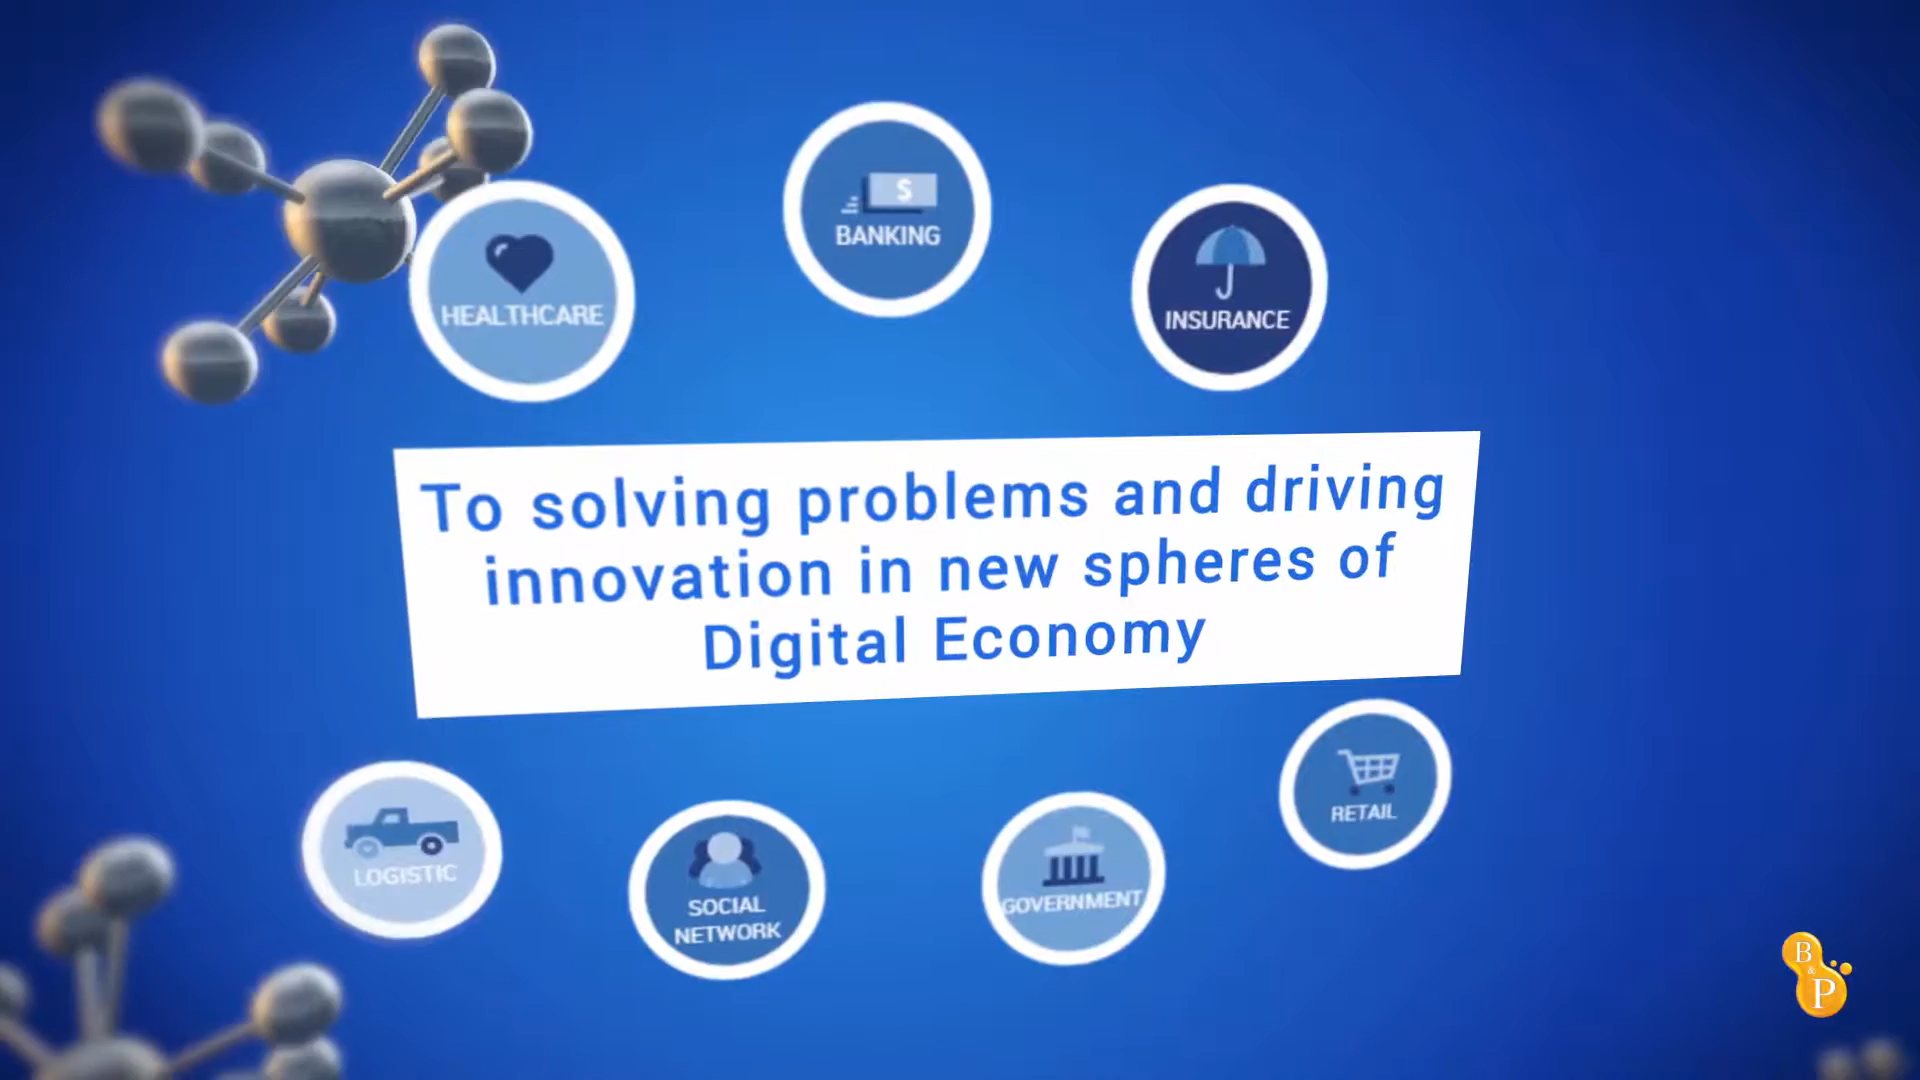 BANKING
HEALTHCARE
INSURANCE
$
To solving problems and driving
innovation in new spheres of
Digital Economy
RETAIL
LOGISTIC
SOCIAL
NETWORK
GOVERNMENT
B
&
P